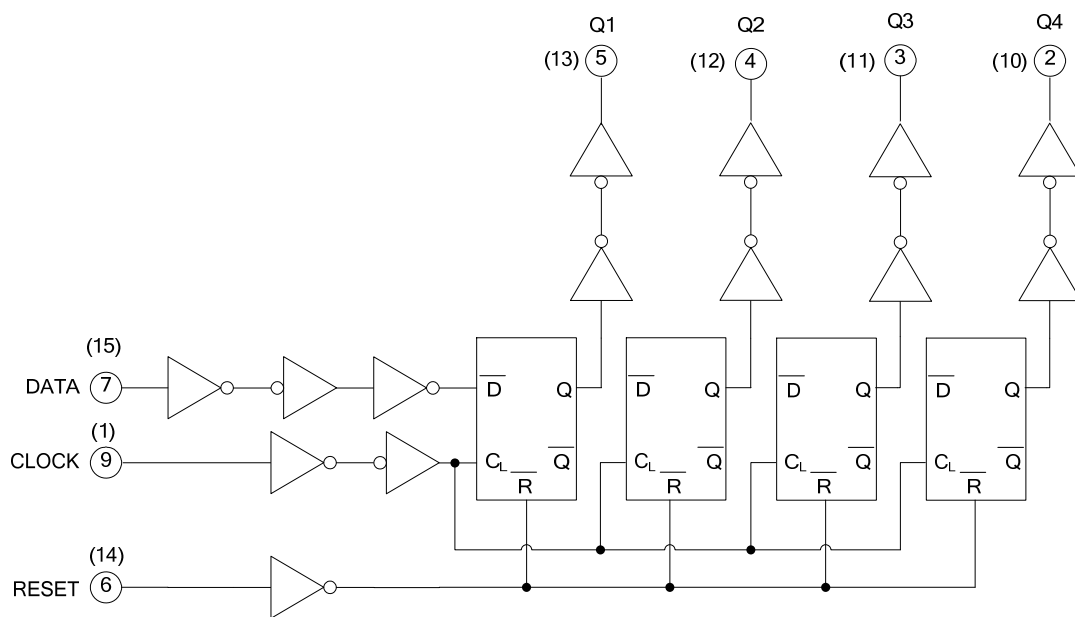 Q1 Q2 Q3 Q4
(13) 5 (12) 4 (11) 3 (10) 2
(15)
DATA 7 D Q D Q D Q D Q
(1)
CLOCK 9 CL Q CL Q CL Q CL Q
R R R R
(14)
RESET 6